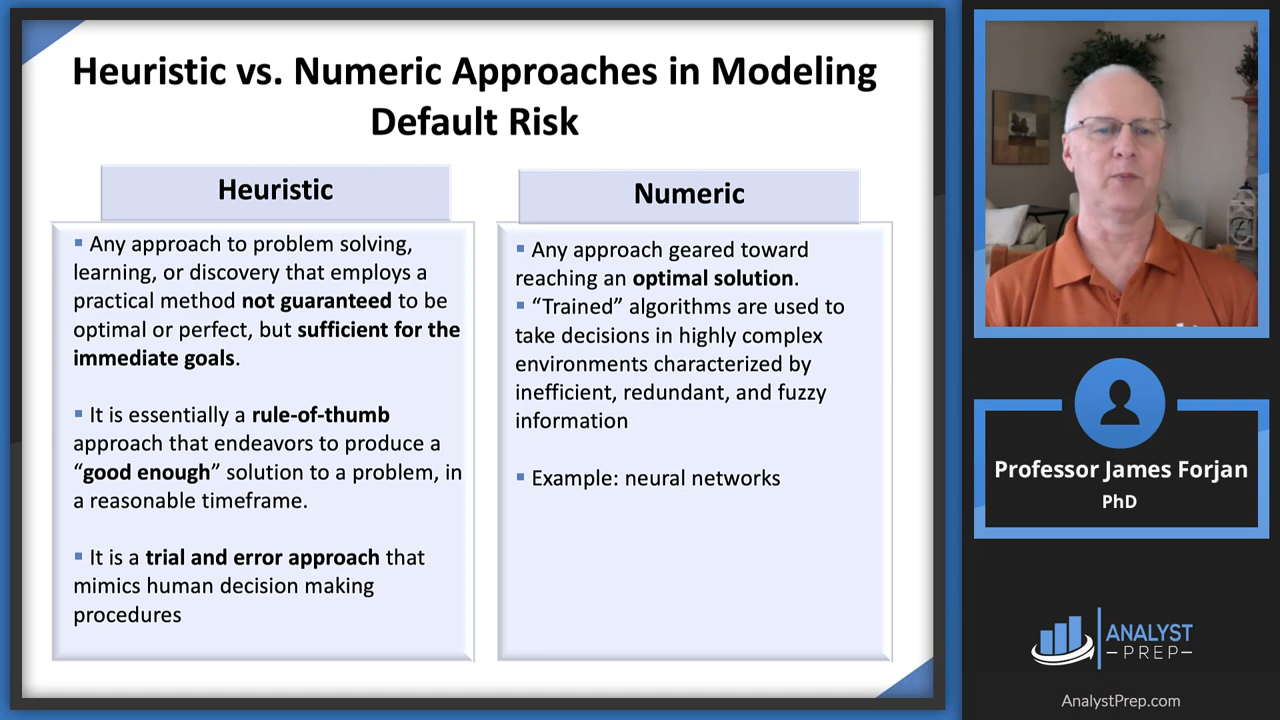 Heuristic vs. Numeric Approaches in Modeling
Default Risk
Heuristic
▪ Any approach to problem solving,
learning, or discovery that employs a
practical method not guaranteed to be
optimal or perfect, but sufficient for the
immediate goals.
▪ It is essentially a rule-of-thumb
approach that endeavors to produce a
“good enough” solution to a problem, in
a reasonable timeframe.
▪ It is a trial and error approach that
mimics human decision making
procedures
Numeric
▪ Any approach geared toward
reaching an optimal solution.
▪ “Trained” algorithms are used to
take decisions in highly complex
environments characterized by
inefficient, redundant, and fuzzy
information
▪ Example: neural networks
Professor James Forjan
PhD
ANALYST
–PREP–
AnalystPrep.com